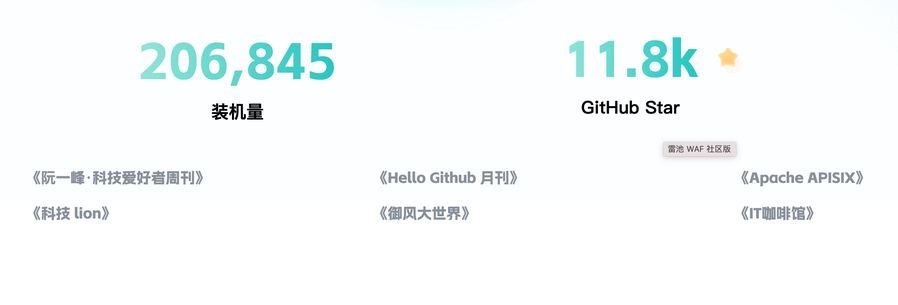 206,845
11.8k
装机量
GitHub Star
雷池 WAF 社区版
《阮一峰·科技爱好者周刊》
《Hello Github 月刊》
《Apache APISIX》
《科技 lion》
《御风大世界》
《IT咖啡馆》